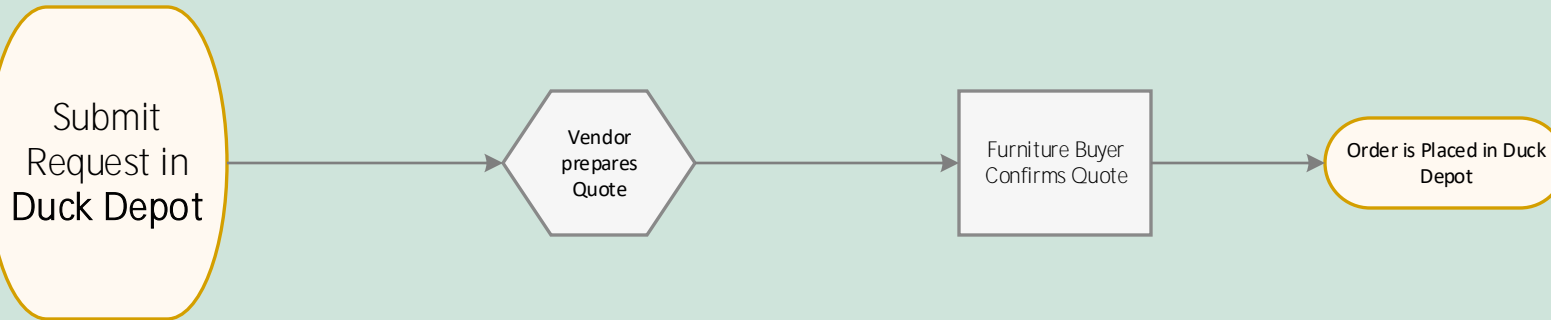 Submit
Request in
Duck Depot
Vendor
prepares
Quote
Furniture Buyer
Confirms Quote
Order is Placed in Duck
Depot